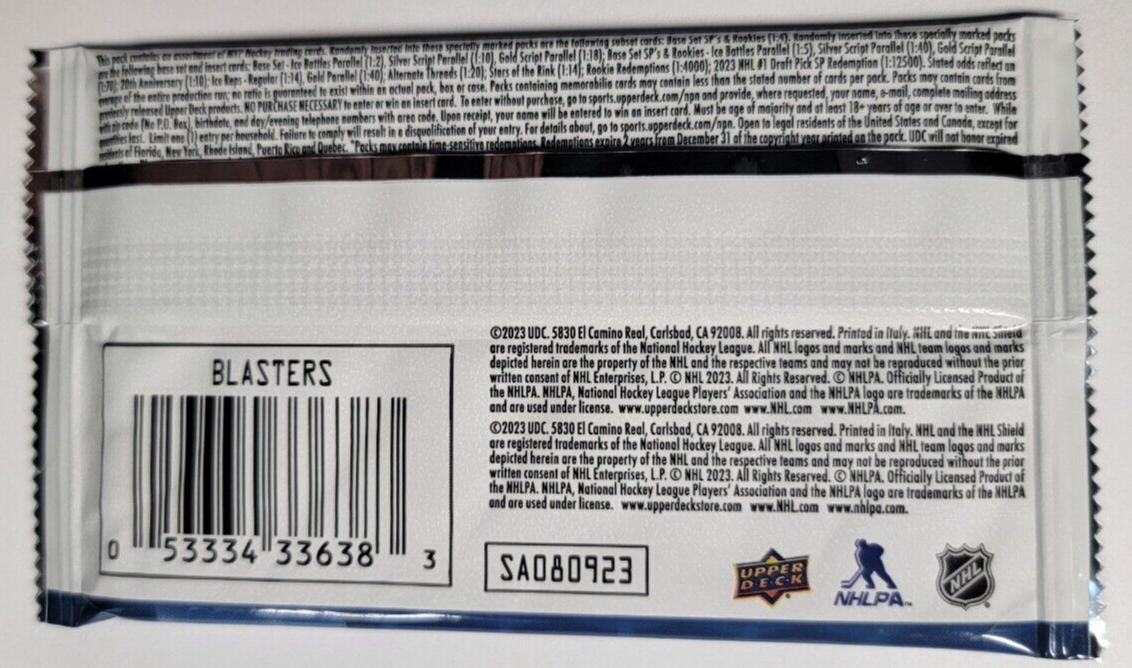 This pack contains an assortment of MVP Hockey trading cards. Randomly inserted into these specially marked packs are the following subset cards: Base Set SP's & Rookies (1:4). Randomly inserted into these specially marked packs
are the following base set and insert cards: Base Set - Ice Battles Parallel (1:2), Silver Script Parallel (1:10), Gold Script Parallel (1:18); Base Set SP's & Rookies - Ice Battles Parallel (1:5), Silver Script Parallel (1:40), Gold Script Parallel
(1:70); 20th Anniversary (1:10); Ice Reps - Regular (1:14), Gold Parallel (1:40); Alternate Threads (1:20); Stars of the Rink (1:14); Rookie Redemptions (1:4000); 2023 NHL #1 Draft Pick SP Redemption (1:12500). Stated odds reflect an
average of the entire production run; no ratio is guaranteed to exist within an actual pack, box or case. Packs containing memorabilia cards may contain less than the stated number of cards per pack. Packs may contain cards from
previously released Upper Deck products. NO PURCHASE NECESSARY to enter or win an insert card. To enter without purchase, go to sports.upperdeck.com/npn and provide, where requested, your name, e-mail, complete mailing address
with zip code (No P.O. Box), birthdate, and day/evening telephone numbers with area code. Upon receipt, your name will be entered to win an insert card. Must be age of majority and at least 18+ years of age or over to enter. While
supplies last. Limit one (1) entry per household. Failure to comply will result in a disqualification of your entry. For details about, go to sports.upperdeck.com/npn. Open to legal residents of the United States and Canada, except for
residents of Florida, New York, Rhode Island, Puerto Rico and Quebec. *Packs may contain time-sensitive redemptions. Redemptions expire 2 years from December 31 of the copyright year printed on the pack. UDC will not honor expired
©2023 UDC. 5830 El Camino Real, Carlsbad, CA 92008. All rights reserved. Printed in Italy. NHL and the NHL Shield
are registered trademarks of the National Hockey League. All NHL logos and marks and NHL team logos and marks
depicted herein are the property of the NHL and the respective teams and may not be reproduced without the prior
written consent of NHL Enterprises, L.P. © NHL 2023. All Rights Reserved. © NHLPA. Officially Licensed Product of
the NHLPA. NHLPA, National Hockey League Players' Association and the NHLPA logo are trademarks of the NHLPA
and are used under license. www.upperdeckstore.com www.NHL.com www.NHLPA.com.
©2023 UDC. 5830 El Camino Real, Carlsbad, CA 92008. All rights reserved. Printed in Italy. NHL and the NHL Shield
are registered trademarks of the National Hockey League. All NHL logos and marks and NHL team logos and marks
depicted herein are the property of the NHL and the respective teams and may not be reproduced without the prior
written consent of NHL Enterprises, L.P. © NHL 2023. All Rights Reserved. © NHLPA. Officially Licensed Product of
the NHLPA. NHLPA, National Hockey League Players' Association and the NHLPA logo are trademarks of the NHLPA
and are used under license. www.upperdeckstore.com www.NHL.com www.nhlpa.com.
BLASTERS
0 53334 33638 3
SA080923
UPPER
DECK
NHLPA™
NHL